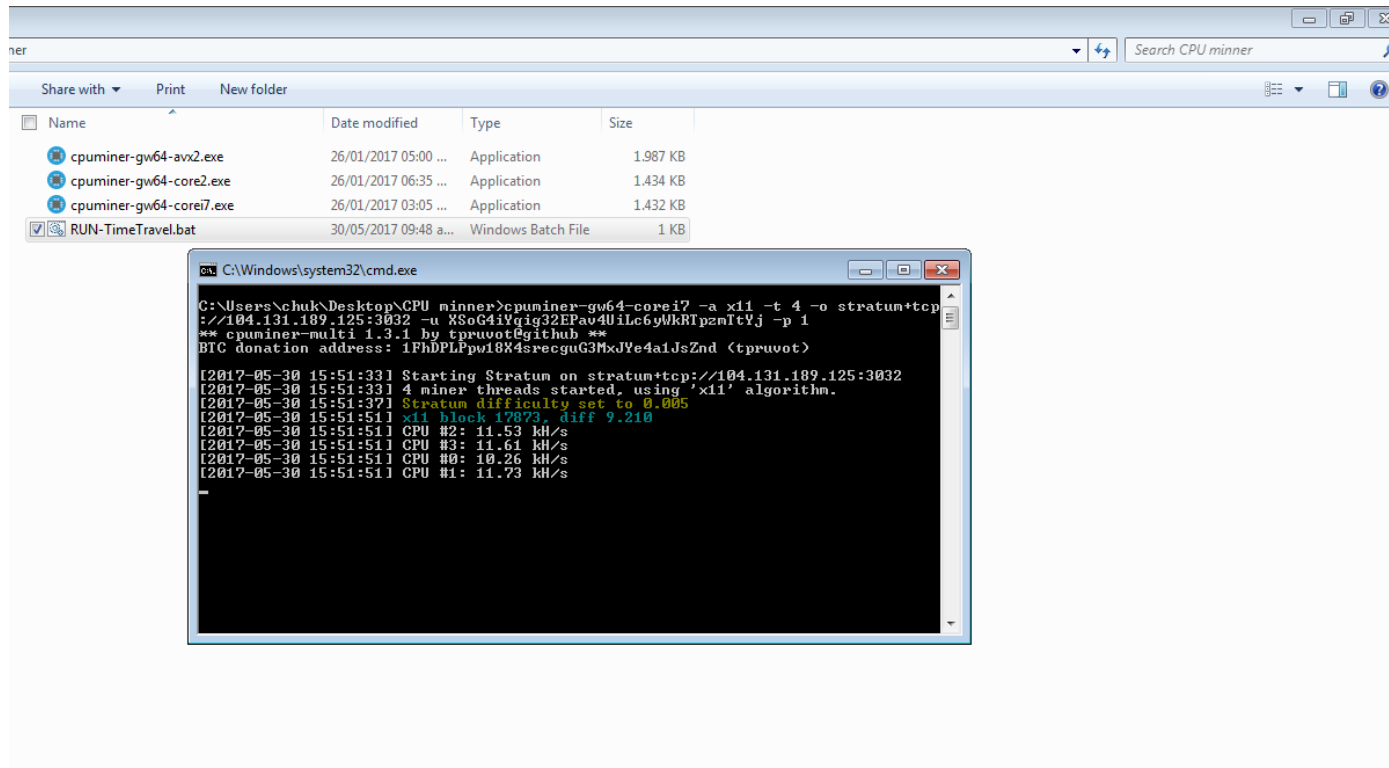 ner
Search CPU minner
Share with
Print
New folder
Name Date modified Type Size
cpuminer-gw64-avx2.exe 26/01/2017 05:00 ... Application 1.987 KB
cpuminer-gw64-core2.exe 26/01/2017 06:35 ... Application 1.434 KB
cpuminer-gw64-corei7.exe 26/01/2017 03:05 ... Application 1.432 KB
RUN-TimeTravel.bat 30/05/2017 09:48 a... Windows Batch File 1 KB
C:\Windows\system32\cmd.exe
C:\Users\chuk\Desktop\CPU minner>cpuminer-gw64-corei7 -a x11 -t 4 -o stratum+tcp
://104.131.189.125:3032 -u XSoG4iYqig32EPav4UiLc6yWkRTpzmTtYj -p 1
** cpuminer-multi 1.3.1 by tpruvot@github **
BTC donation address: 1FhDPLPpw18X4srecguG3MxJYe4a1JsZnd (tpruvot)
[2017-05-30 15:51:33] Starting Stratum on stratum+tcp://104.131.189.125:3032
[2017-05-30 15:51:33] 4 miner threads started, using 'x11' algorithm.
[2017-05-30 15:51:37] Stratum difficulty set to 0.005
[2017-05-30 15:51:51] x11 block 17873, diff 9.210
[2017-05-30 15:51:51] CPU #2: 11.53 kH/s
[2017-05-30 15:51:51] CPU #3: 11.61 kH/s
[2017-05-30 15:51:51] CPU #0: 10.26 kH/s
[2017-05-30 15:51:51] CPU #1: 11.73 kH/s